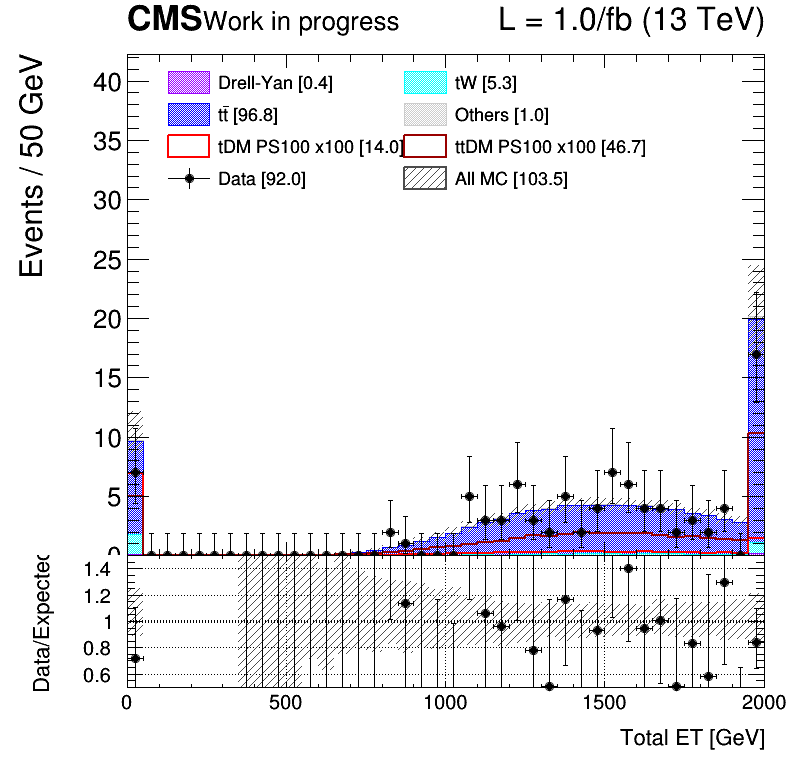 CMS Work in progress L = 1.0/fb (13 TeV)
Events / 50 GeV
40
35
30
25
20
15
10
5
0
Drell-Yan [0.4] tW [5.3]
tt̄ [96.8] Others [1.0]
tDM PS100 x100 [14.0] ttDM PS100 x100 [46.7]
Data [92.0] All MC [103.5]
Data/Expected
1.4
1.2
1
0.8
0.6
0 500 1000 1500 2000
Total ET [GeV]